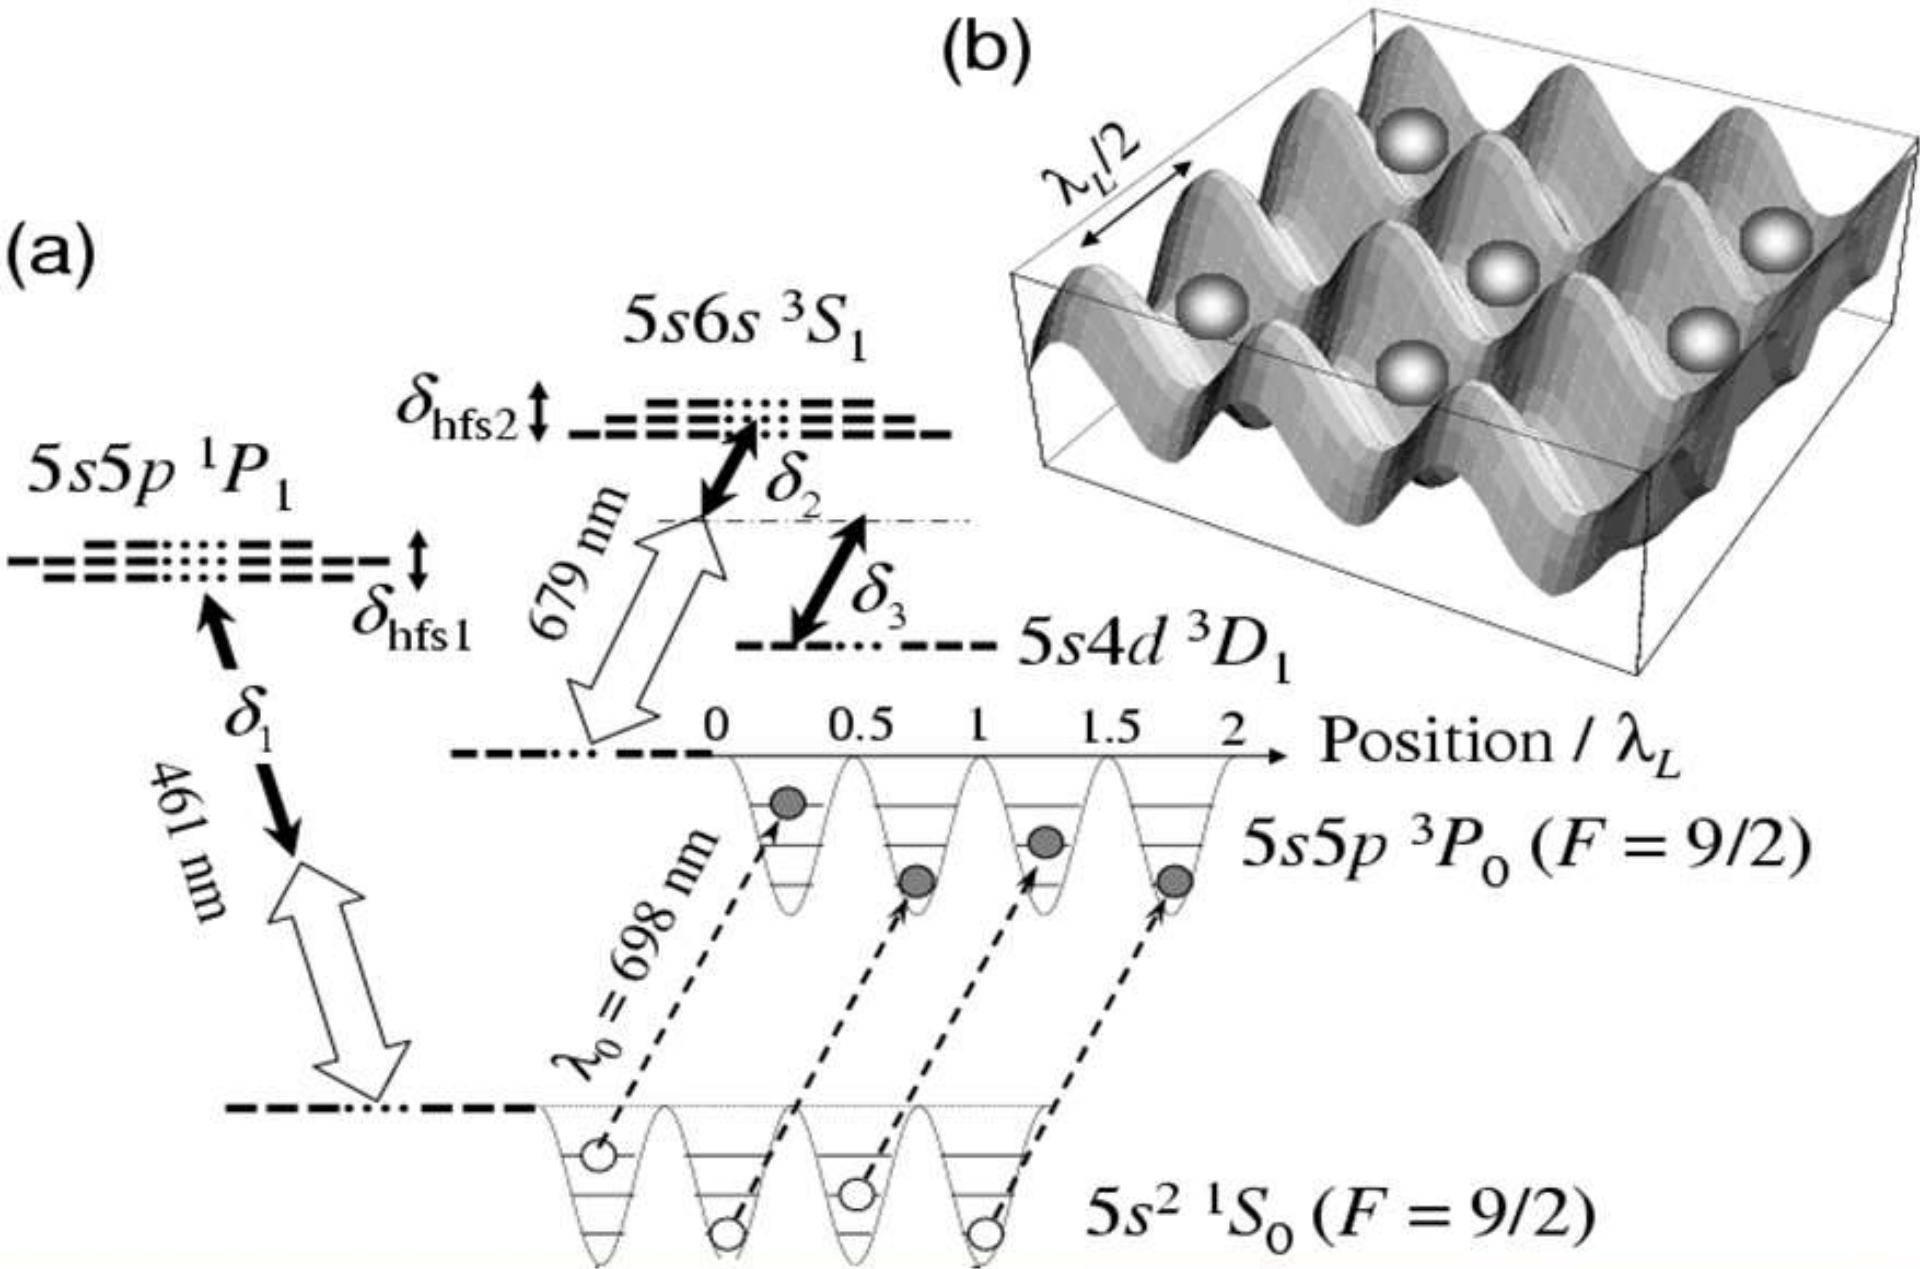 (b)
λL/2
(a)
5s6s ³S₁
δhfs2
5s5p ¹P₁
δ₂
679 nm
δhfs1
δ₃
5s4d ³D₁
δ₁
0 0.5 1 1.5 2 Position / λL
461 nm
5s5p ³P₀ (F = 9/2)
λ₀ = 698 nm
5s² ¹S₀ (F = 9/2)